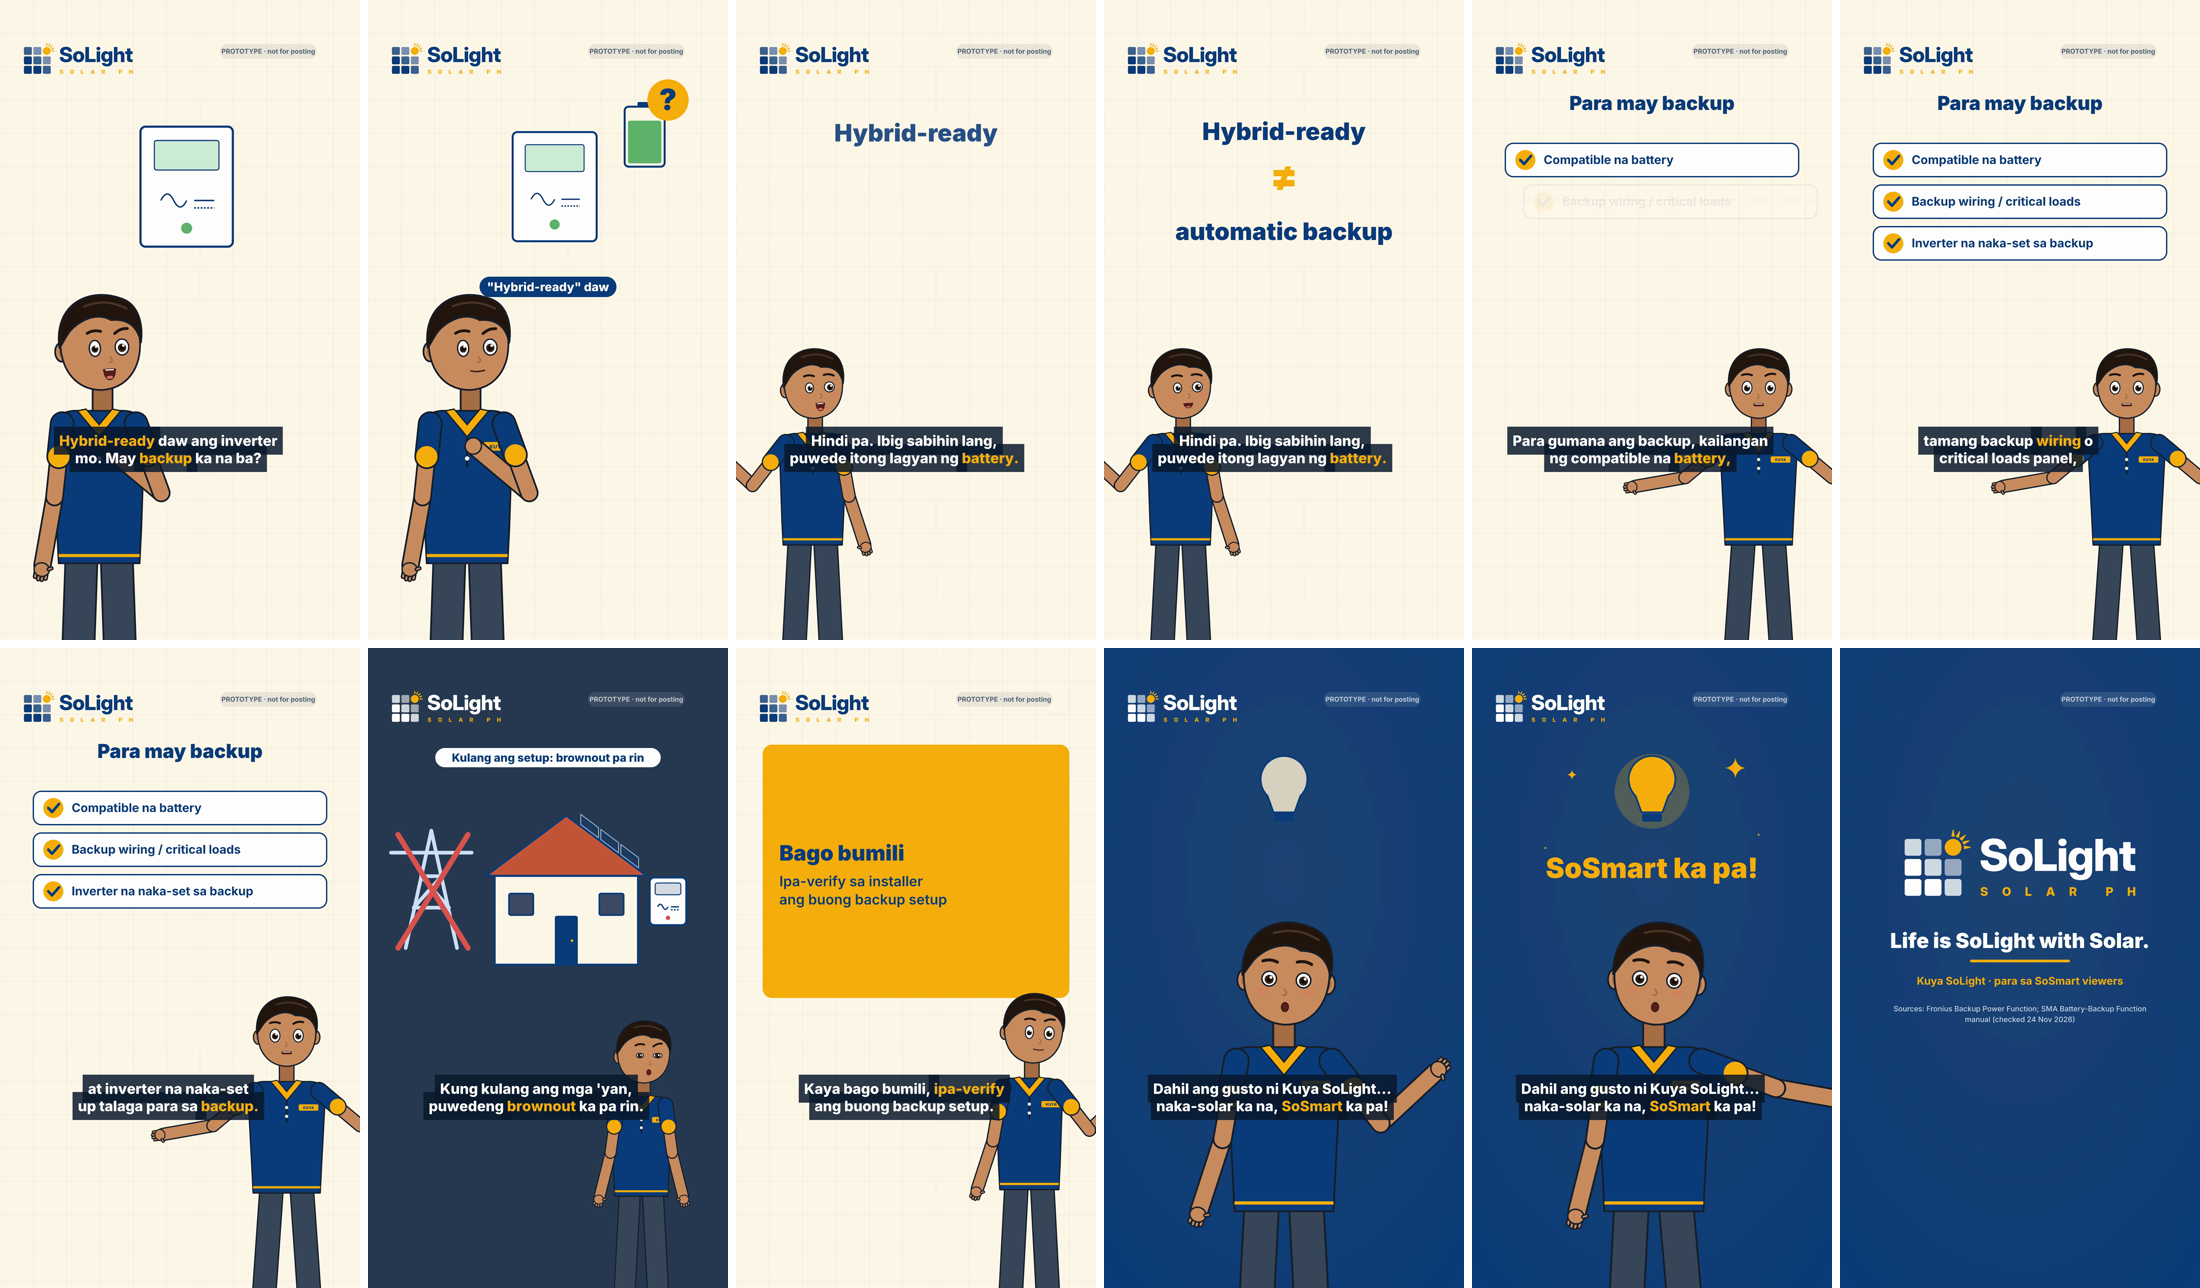 SoLight
SOLAR PH
PROTOTYPE - not for posting
Hybrid-ready daw ang inverter
mo. May backup ka na ba?
SoLight
SOLAR PH
PROTOTYPE - not for posting
?
"Hybrid-ready" daw
SoLight
SOLAR PH
PROTOTYPE - not for posting
Hybrid-ready
Hindi pa. Ibig sabihin lang,
puwede itong lagyan ng battery.
SoLight
SOLAR PH
PROTOTYPE - not for posting
Hybrid-ready
≠
automatic backup
Hindi pa. Ibig sabihin lang,
puwede itong lagyan ng battery.
SoLight
SOLAR PH
PROTOTYPE - not for posting
Para may backup
Compatible na battery
Backup wiring / critical loads
Para gumana ang backup, kailangan
ng compatible na battery,
KUYA
SoLight
SOLAR PH
PROTOTYPE - not for posting
Para may backup
Compatible na battery
Backup wiring / critical loads
Inverter na naka-set sa backup
tamang backup wiring o
critical loads panel,
KUYA
SoLight
SOLAR PH
PROTOTYPE - not for posting
Para may backup
Compatible na battery
Backup wiring / critical loads
Inverter na naka-set sa backup
at inverter na naka-set
up talaga para sa backup.
KUYA
SoLight
SOLAR PH
PROTOTYPE - not for posting
Kulang ang setup: brownout pa rin
Kung kulang ang mga 'yan,
puwedeng brownout ka pa rin.
SoLight
SOLAR PH
PROTOTYPE - not for posting
Bago bumili
Ipa-verify sa installer
ang buong backup setup
Kaya bago bumili, ipa-verify
ang buong backup setup.
SoLight
SOLAR PH
PROTOTYPE - not for posting
Dahil ang gusto ni Kuya SoLight...
naka-solar ka na, SoSmart ka pa!
SoLight
SOLAR PH
PROTOTYPE - not for posting
SoSmart ka pa!
Dahil ang gusto ni Kuya SoLight...
naka-solar ka na, SoSmart ka pa!
PROTOTYPE - not for posting
SoLight
SOLAR PH
Life is SoLight with Solar.
Kuya SoLight · para sa SoSmart viewers
Sources: Fronius Backup Power Function; SMA Battery-Backup Function
manual (checked 24 Nov 2026)